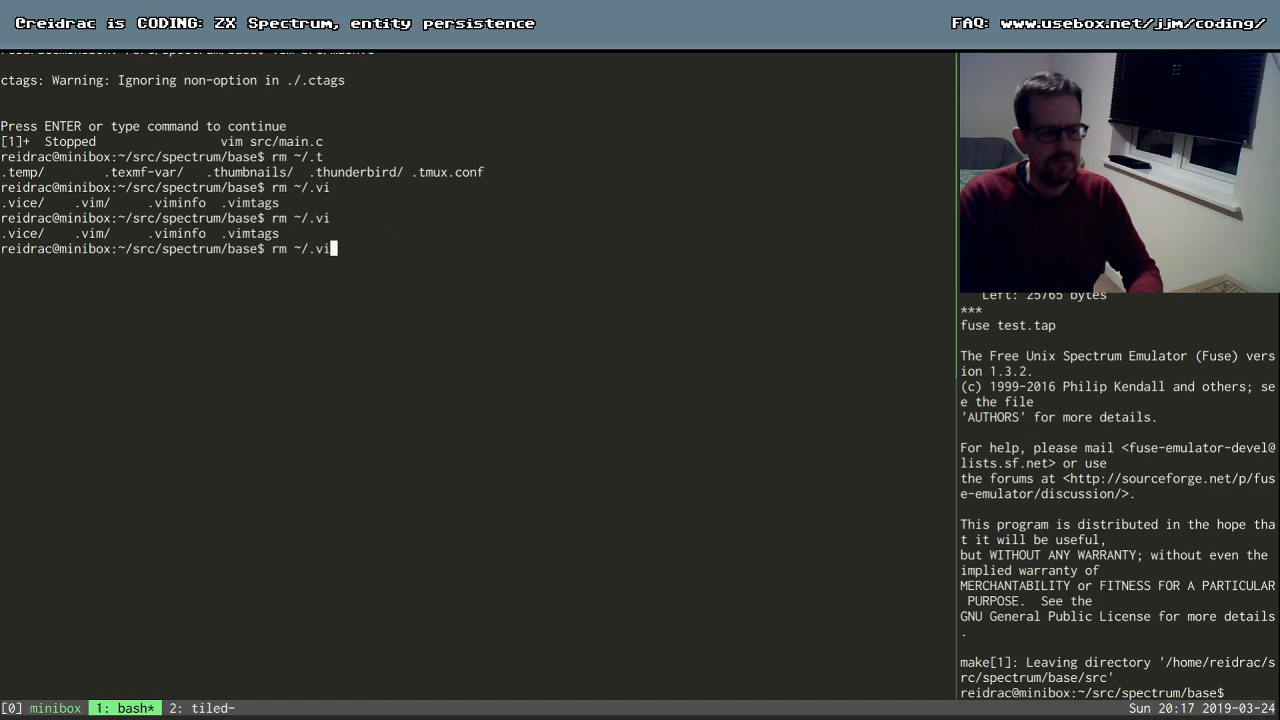 Creidrac is CODING: ZX Spectrum, entity persistence
FAQ: www.usebox.net/jjm/coding/
ctags: Warning: Ignoring non-option in ./.ctags
Press ENTER or type command to continue
[1]+  Stopped                 vim src/main.c
reidrac@minibox:~/src/spectrum/base$ rm ~/.t
.temp/        .texmf-var/   .thumbnails/  .thunderbird/ .tmux.conf
reidrac@minibox:~/src/spectrum/base$ rm ~/.vi
.vice/    .vim/     .viminfo  .vimtags
reidrac@minibox:~/src/spectrum/base$ rm ~/.vi
.vice/    .vim/     .viminfo  .vimtags
reidrac@minibox:~/src/spectrum/base$ rm ~/.vi
Left: 25765 bytes
***
fuse test.tap
The Free Unix Spectrum Emulator (Fuse) vers
ion 1.3.2.
(c) 1999-2016 Philip Kendall and others; se
e the file
'AUTHORS' for more details.
For help, please mail <fuse-emulator-devel@
lists.sf.net> or use
the forums at <http://sourceforge.net/p/fus
e-emulator/discussion/>.
This program is distributed in the hope tha
t it will be useful,
but WITHOUT ANY WARRANTY; without even the
implied warranty of
MERCHANTABILITY or FITNESS FOR A PARTICULAR
 PURPOSE.  See the
GNU General Public License for more details
.
make[1]: Leaving directory '/home/reidrac/s
rc/spectrum/base/src'
reidrac@minibox:~/src/spectrum/base$
[0] minibox  1: bash*  2: tiled-
Sun 20:17 2019-03-24